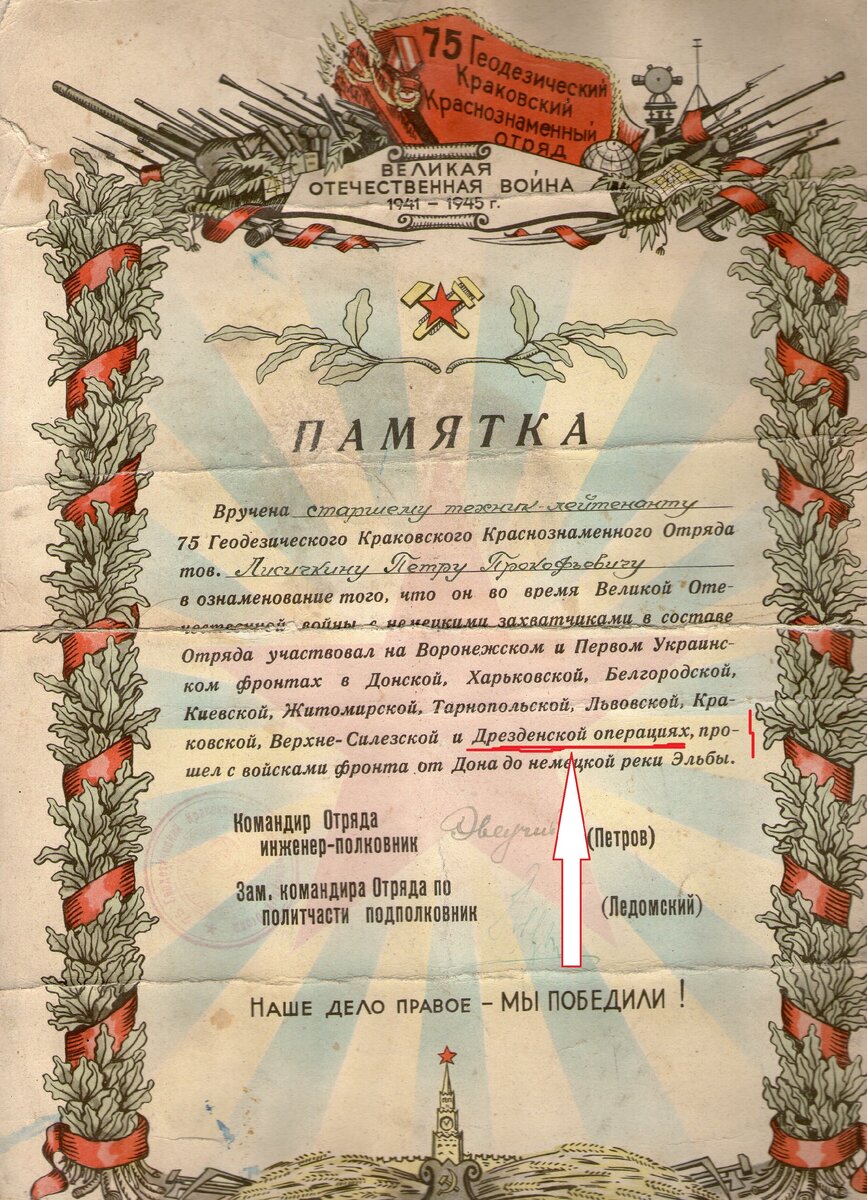 75 Геодезический
Краковский
Краснознаменный
отряд
ВЕЛИКАЯ
ОТЕЧЕСТВЕННАЯ ВОЙНА
1941 – 1945 г.
ПАМЯТКА
Вручена старшему техник-лейтенанту
75 Геодезического Краковского Краснознаменного Отряда
тов. Лисичкину Петру Прокофьевичу
в ознаменование того, что он во время Великой Оте-
чественной войны с немецкими захватчиками в составе
Отряда участвовал на Воронежском и Первом Украинс-
ком фронтах в Донской, Харьковской, Белгородской,
Киевской, Житомирской, Тарнопольской, Львовской, Кра-
ковской, Верхне-Силезской и Дрезденской операциях, про-
шел с войсками фронта от Дона до немецкой реки Эльбы.
Командир Отряда
инженер-полковник (Петров)
Зам. командира Отряда по
политчасти подполковник (Ледомский)
Наше дело правое – МЫ ПОБЕДИЛИ!